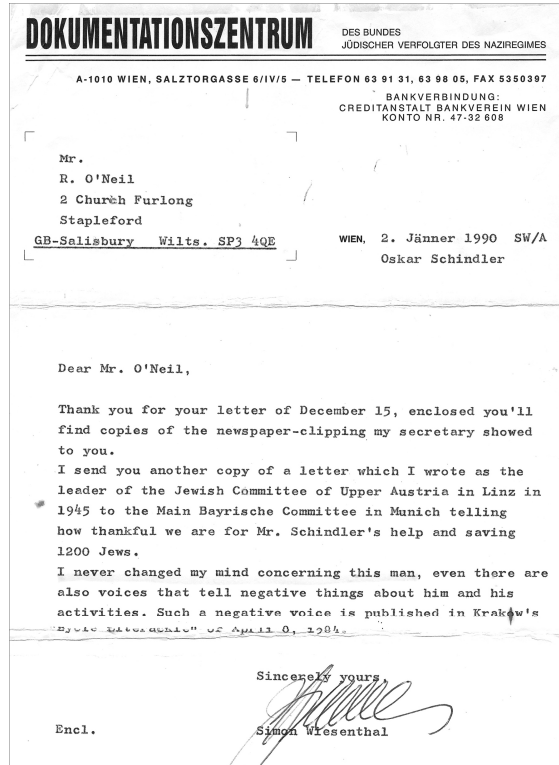 DOKUMENTATIONSZENTRUM
DES BUNDES
JÜDISCHER VERFOLGTER DES NAZIREGIMES
A-1010 WIEN, SALZTORGASSE 6/IV/5 — TELEFON 63 91 31, 63 98 05, FAX 5350397
BANKVERBINDUNG:
CREDITANSTALT BANKVEREIN WIEN
KONTO NR. 47-32 608
Mr.
R. O'Neil
2 Church Furlong
Stapleford
GB-Salisbury Wilts. SP3 4QE
WIEN, 2. Jänner 1990 SW/A
Oskar Schindler
Dear Mr. O'Neil,
Thank you for your letter of December 15, enclosed you'll
find copies of the newspaper-clipping my secretary showed
to you.
I send you another copy of a letter which I wrote as the
leader of the Jewish Committee of Upper Austria in Linz in
1945 to the Main Bayrische Committee in Munich telling
how thankful we are for Mr. Schindler's help and saving
1200 Jews.
I never changed my mind concerning this man, even there are
also voices that tell negative things about him and his
activities. Such a negative voice is published in Krakow's
of April 8, 1984.
Sincerely yours,
Encl.
Simon Wiesenthal